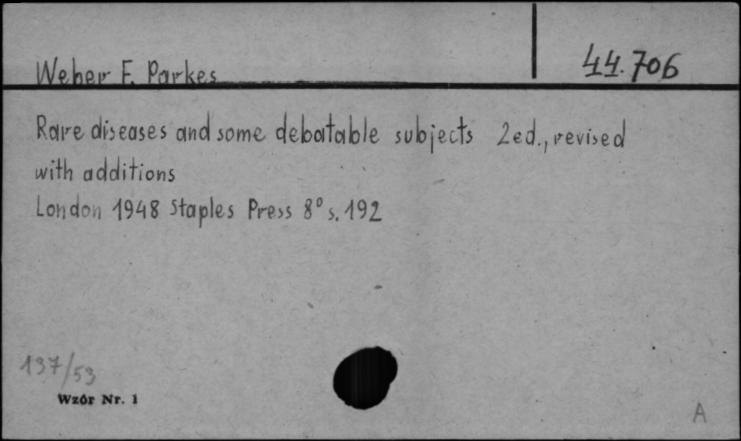 Weber F. Parkes 44.706
Rare diseases and some debatable subjects 2ed., revised
with additions
London 1948 Staples Press 8° s. 192
137/53
Wzór Nr. 1
A